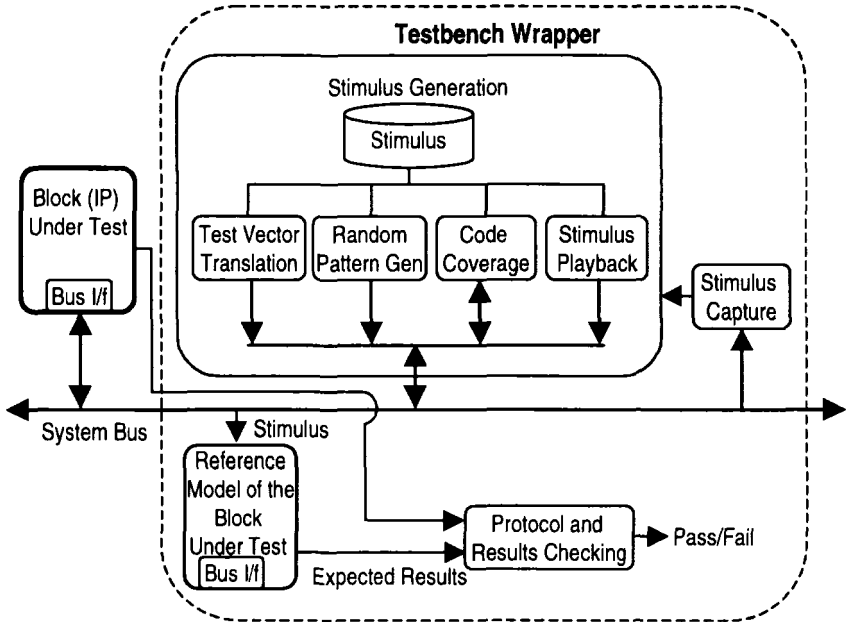 Testbench Wrapper
Stimulus Generation
Stimulus
Block (IP)
Under Test
Bus I/f
Test Vector
Translation
Random
Pattern Gen
Code
Coverage
Stimulus
Playback
Stimulus
Capture
System Bus
Stimulus
Reference
Model of the
Block
Under Test
Bus I/f
Expected Results
Protocol and
Results Checking
Pass/Fail